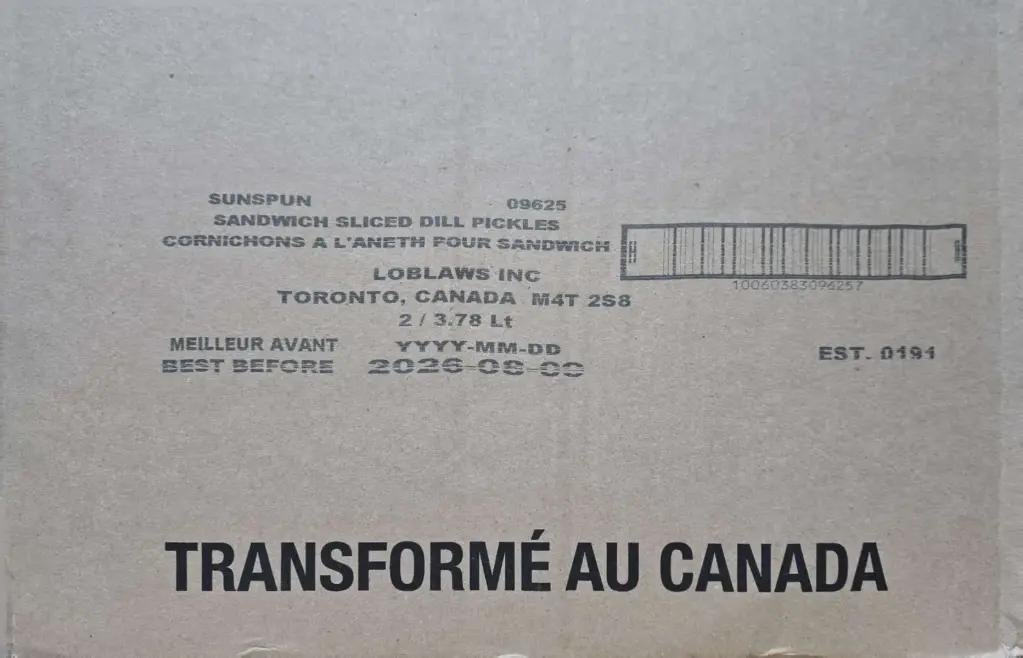 SUNSPUN 09625
SANDWICH SLICED DILL PICKLES
CORNICHONS A L'ANETH POUR SANDWICH
10060383096257
LOBLAWS INC
TORONTO, CANADA M4T 2S8
2 / 3.78 Lt
MEILLEUR AVANT YYYY-MM-DD
BEST BEFORE 2026-08-09
EST. 0191
TRANSFORMÉ AU CANADA